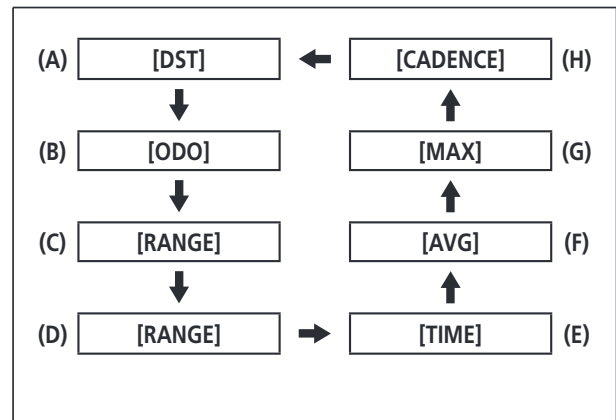 (A) [DST] [CADENCE] (H)
(B) [ODO] [MAX] (G)
(C) [RANGE] [AVG] (F)
(D) [RANGE] [TIME] (E)